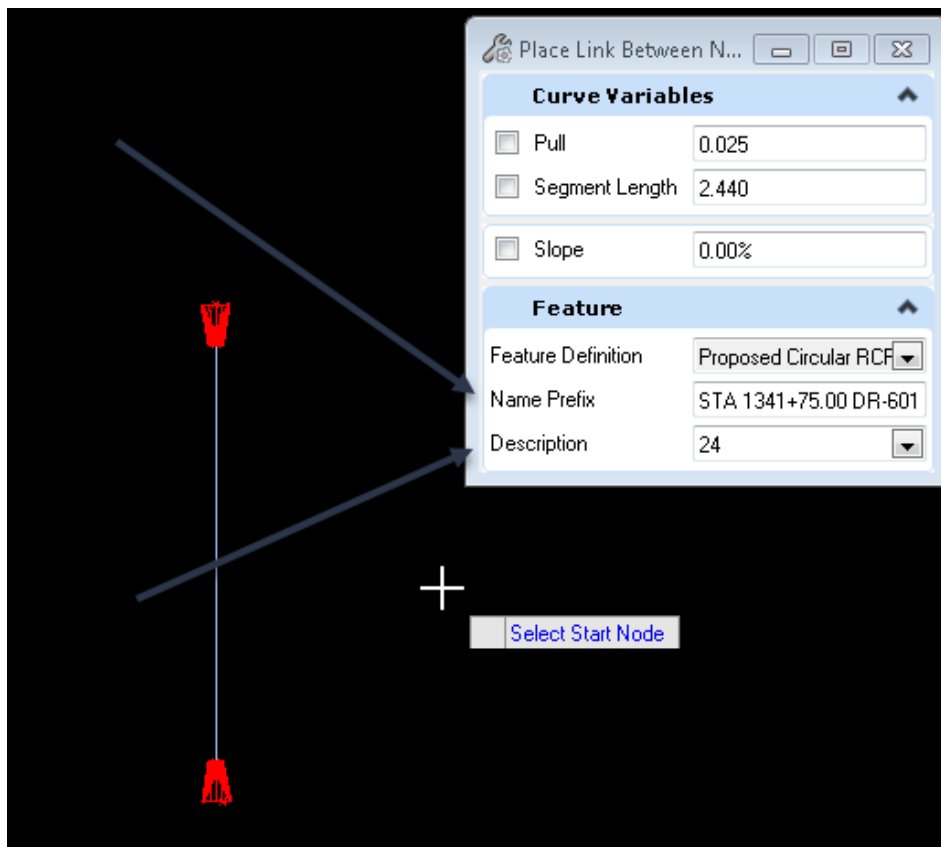 Place Link Between N...
Curve Variables
Pull 0.025
Segment Length 2.440
Slope 0.00%
Feature
Feature Definition Proposed Circular RCP
Name Prefix STA 1341+75.00 DR-601
Description 24
Select Start Node